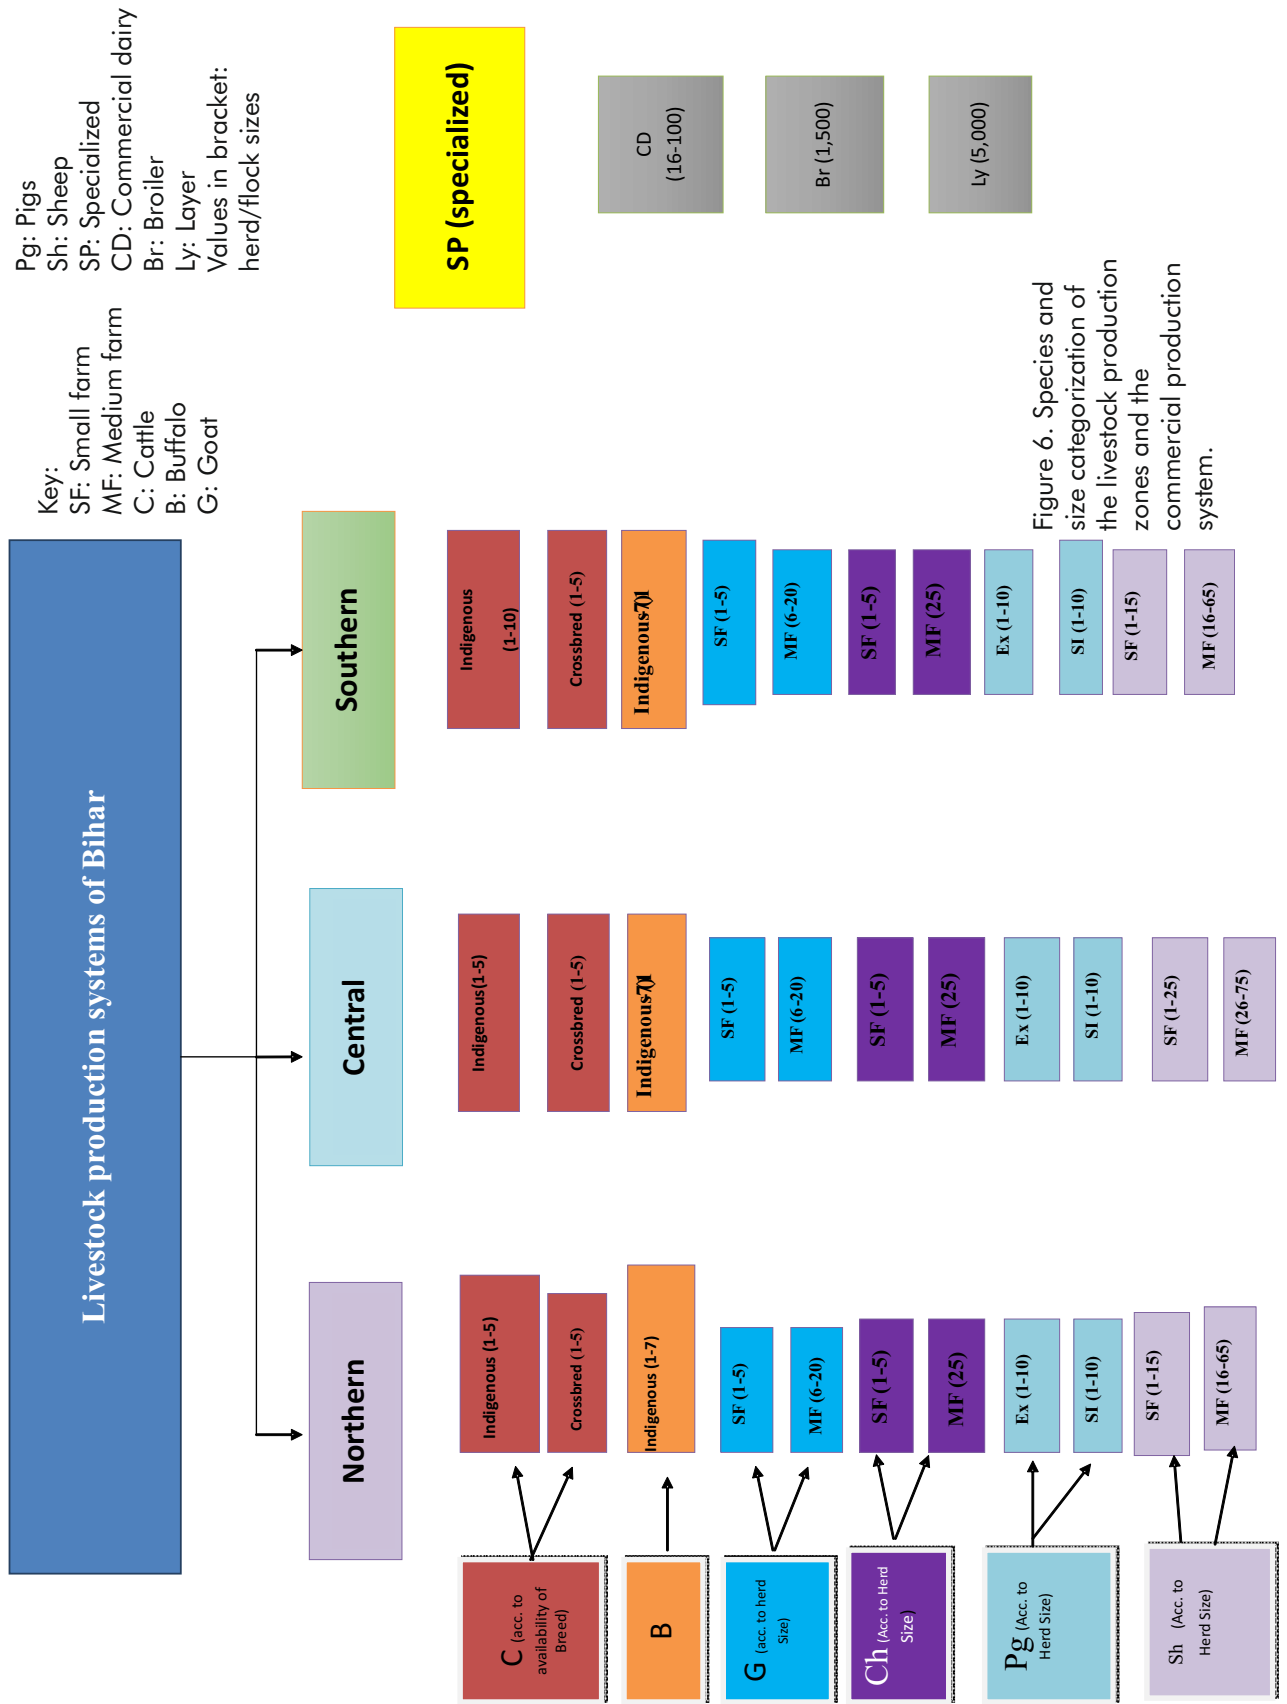 Livestock production systems of Bihar
Key:
SF: Small farm
MF: Medium farm
C: Cattle
B: Buffalo
G: Goat
Pg: Pigs
Sh: Sheep
SP: Specialized
CD: Commercial dairy
Br: Broiler
Ly: Layer
Values in bracket:
herd/flock sizes
Northern
Central
Southern
SP (specialized)
C (acc. to
availability of
Breed)
Indigenous (1-5)
Crossbred (1-5)
Indigenous(1-5)
Crossbred (1-5)
Indigenous
(1-10)
Crossbred (1-5)
CD
(16-100)
B
Indigenous (1-7)
Indigenous
Indigenous
Br (1,500)
G (acc. to herd
Size)
SF (1-5)
MF (6-20)
SF (1-5)
MF (6-20)
SF (1-5)
MF (6-20)
Ly (5,000)
Ch (Acc. to Herd
Size)
SF (1-5)
MF (25)
SF (1-5)
MF (25)
SF (1-5)
MF (25)
Pg (Acc. to
Herd Size)
Ex (1-10)
SI (1-10)
Ex (1-10)
SI (1-10)
Ex (1-10)
SI (1-10)
Sh (Acc. to
Herd Size)
SF (1-15)
MF (16-65)
SF (1-25)
MF (26-75)
SF (1-15)
MF (16-65)
Figure 6. Species and
size categorization of
the livestock production
zones and the
commercial production
system.